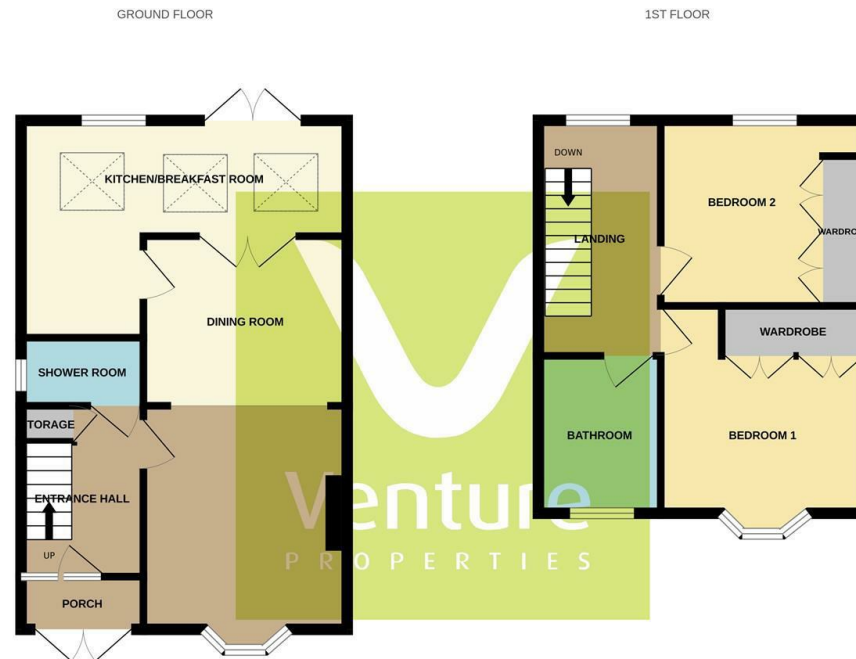 GROUND FLOOR
KITCHEN/BREAKFAST ROOM
DINING ROOM
SHOWER ROOM
TORAGE
ENTRANCE HALL
UP
PORCH
1ST FLOOR
DOWN
LANDING
BEDROOM 2
WARDRO
WARDROBE
BATHROOM
BEDROOM 1
Venture
PROPERTIES